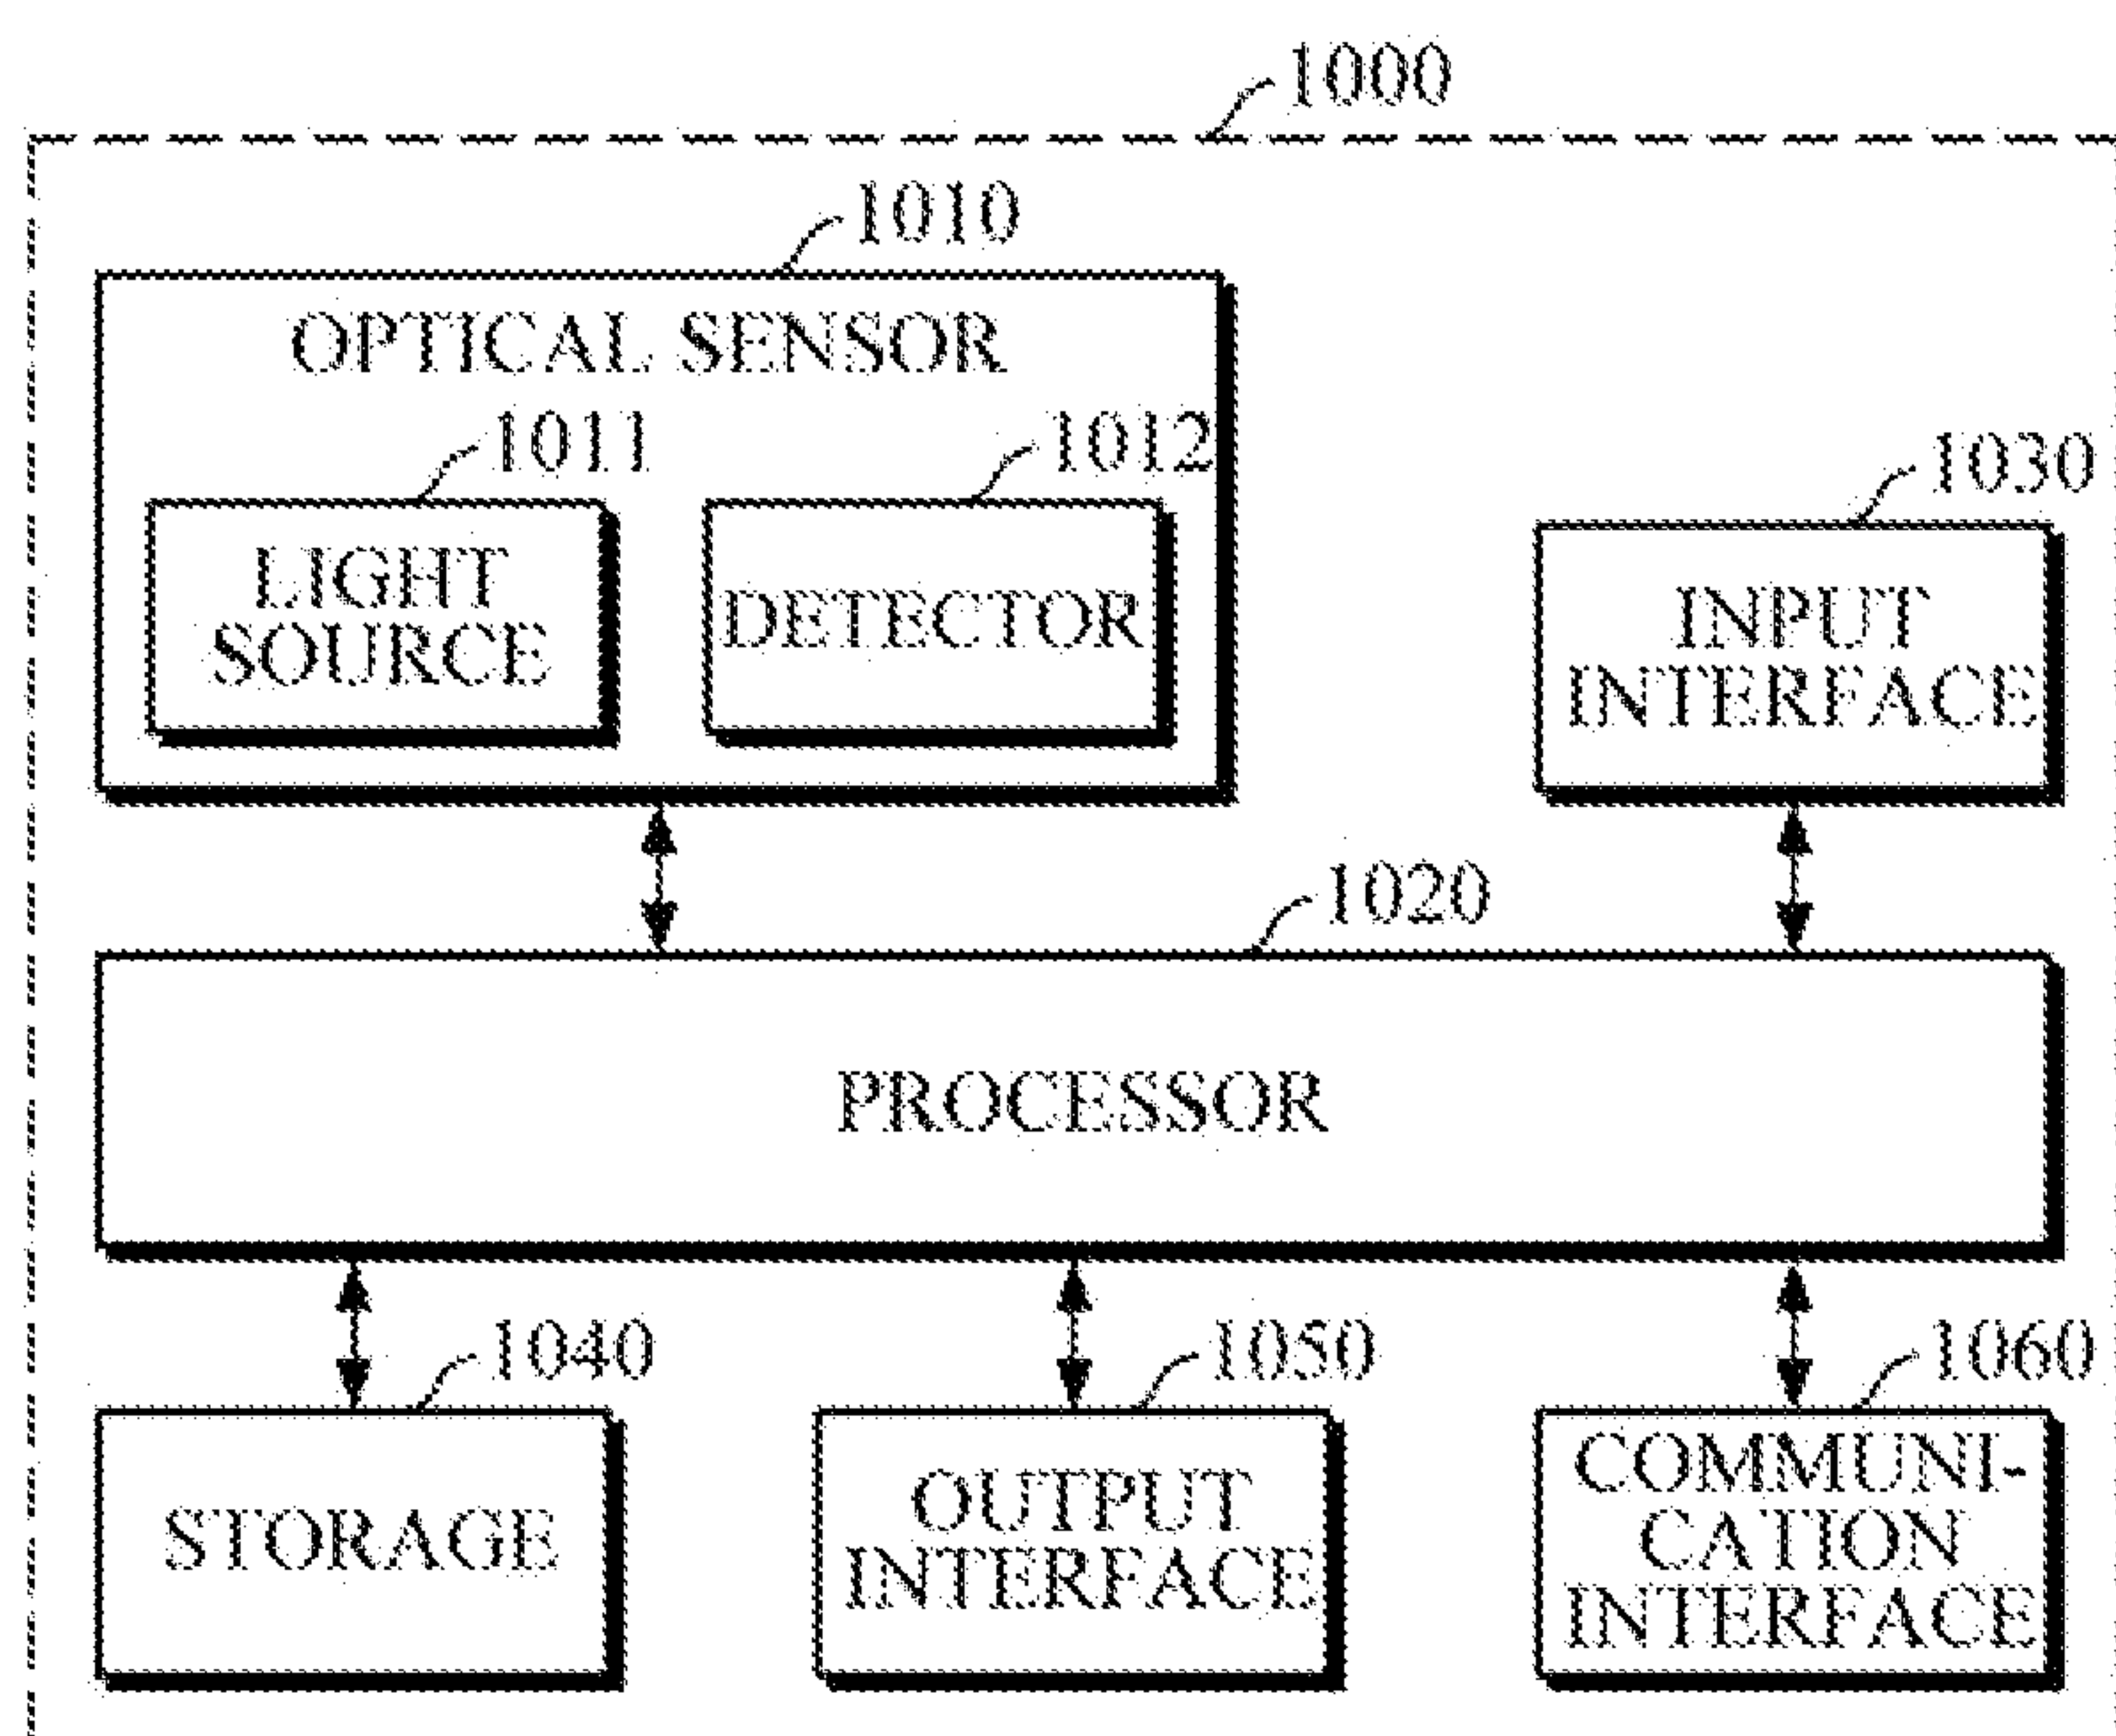 1000
1010
OPTICAL SENSOR
1011
1012
LIGHT
SOURCE
DETECTOR
1030
INPUT
INTERFACE
1020
PROCESSOR
1040
STORAGE
1050
OUTPUT
INTERFACE
1060
COMMUNI-
CATION
INTERFACE